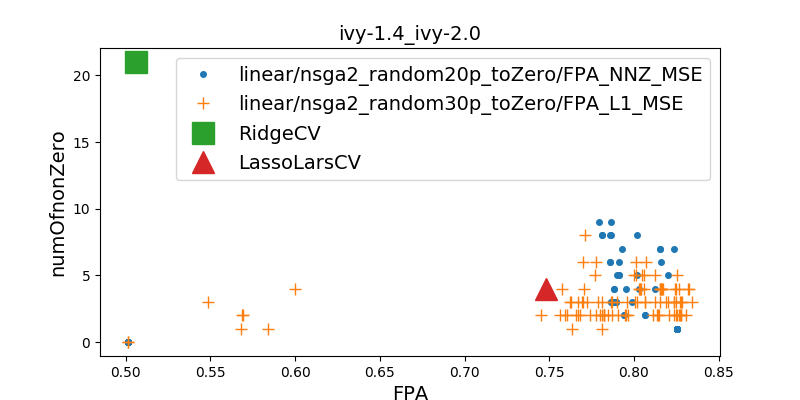 ivy-1.4_ivy-2.0
linear/nsga2_random20p_toZero/FPA_NNZ_MSE
linear/nsga2_random30p_toZero/FPA_L1_MSE
RidgeCV
LassoLarsCV
numOfnonZero
20
15
10
5
0
0.50
0.55
0.60
0.65
0.70
0.75
0.80
0.85
FPA